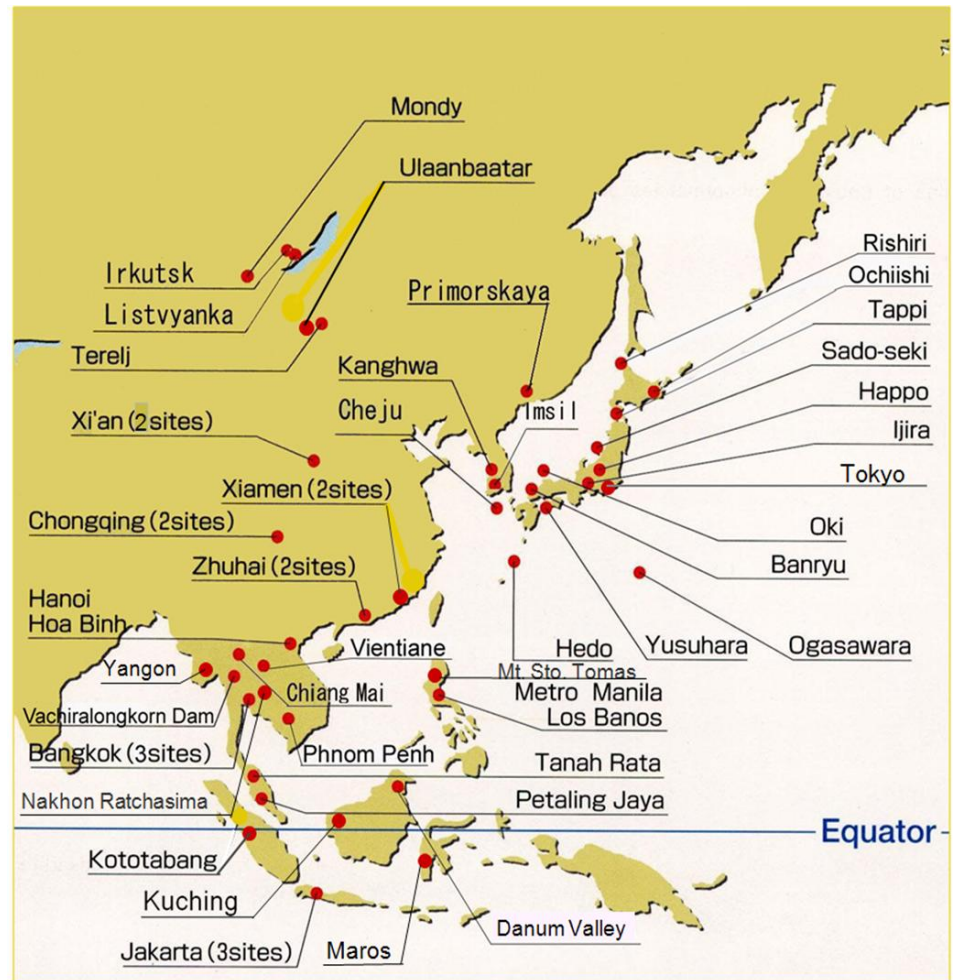 Mondy
Ulaanbaatar
Rishiri
Irkutsk
Ochiishi
Primorskaya
Listvyanka
Tappi
Terelj
Kanghwa
Sado-seki
Cheju
Imsil
Happo
Xi'an (2sites)
Ijira
Xiamen (2sites)
Tokyo
Chongqing (2sites)
Oki
Zhuhai (2sites)
Banryu
Hanoi
Hoa Binh
Vientiane
Hedo
Yusuhara
Ogasawara
Yangon
Mt. Sto. Tomas
Chiang Mai
Metro Manila
Vachiralongkorn Dam
Los Banos
Bangkok (3sites)
Phnom Penh
Tanah Rata
Nakhon Ratchasima
Petaling Jaya
Equator
Kototabang
Kuching
Danum Valley
Jakarta (3sites)
Maros